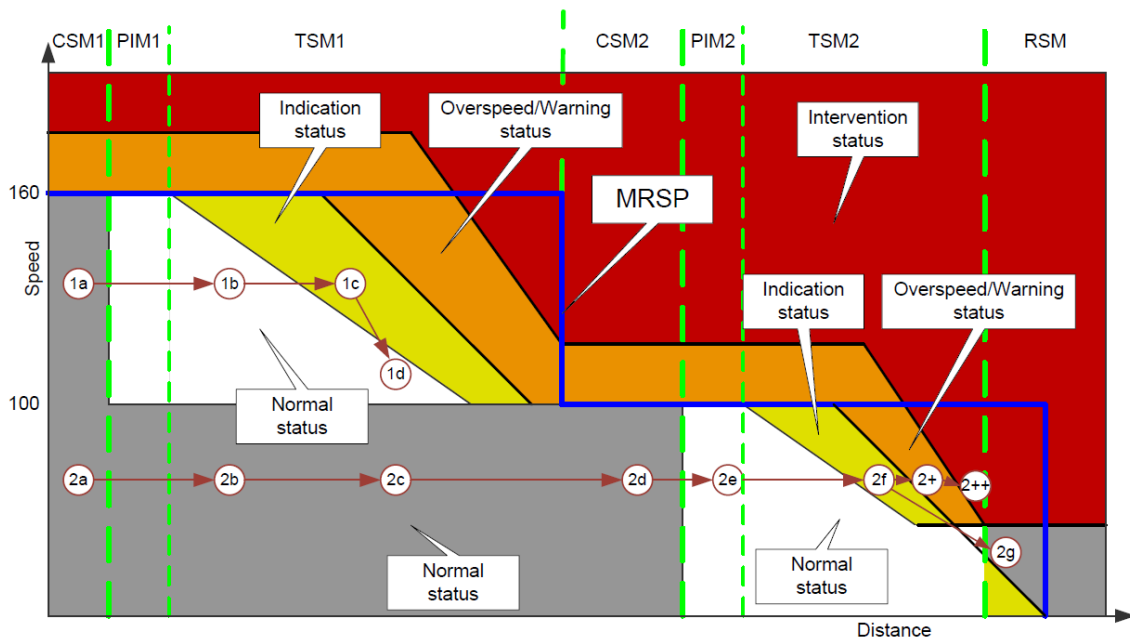 CSM1 PIM1 TSM1 CSM2 PIM2 TSM2 RSM
Indication
status
Overspeed/Warning
status
Intervention
status
160
MRSP
Speed
1a 1b 1c
Indication
status
Overspeed/Warning
status
1d
100
Normal
status
2a 2b 2c 2d 2e 2f 2+ 2++
2g
Normal
status
Normal
status
Distance